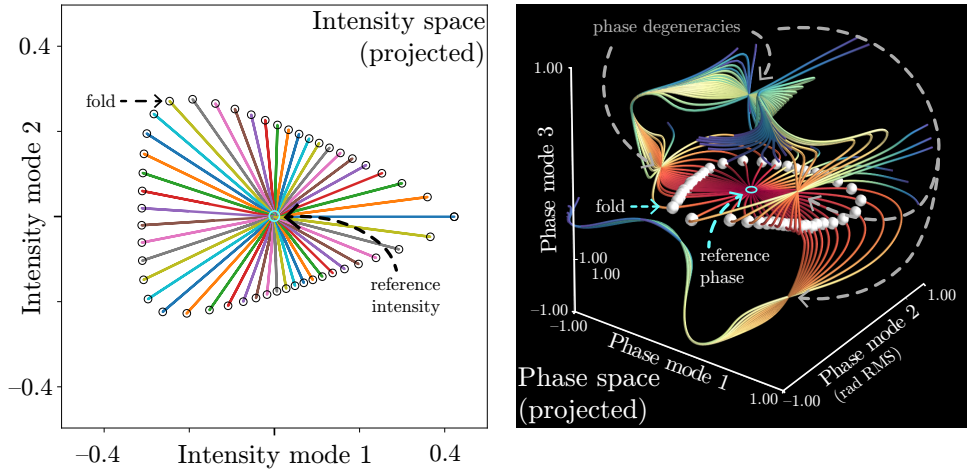 Intensity space
(projected)
0.4
fold
2
Intensity mode
reference
intensity
–0.4
–0.4
Intensity mode 1
0.4
phase degeneracies
1.00
Phase mode 3
fold
reference
phase
1.00
1.00
−1.00
−1.00
Phase mode 1
1.00
−1.00
Phase mode 2
(rad RMS)
1.00
Phase space
(projected)